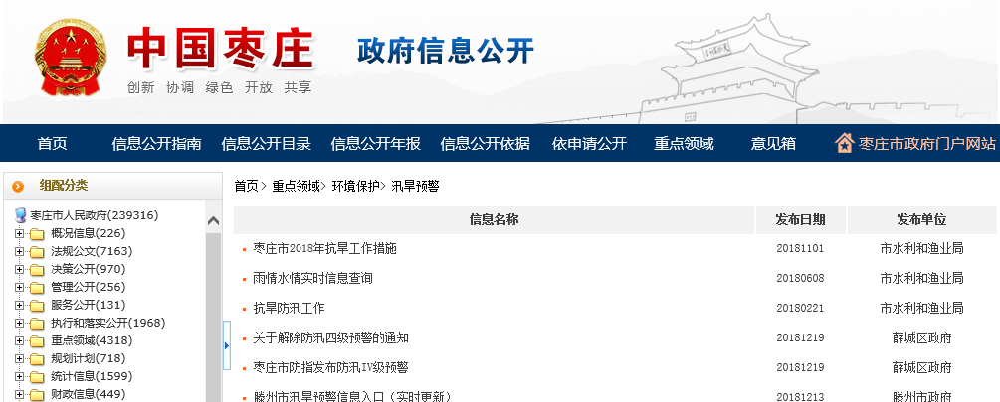 中国枣庄
政府信息公开
创新 协调 绿色 开放 共享
首页 信息公开指南 信息公开目录 信息公开年报 信息公开依据 依申请公开 重点领域 意见箱 枣庄市政府门户网站
组配分类
枣庄市人民政府(239316)
概况信息(226)
法规公文(7163)
决策公开(970)
管理公开(256)
服务公开(131)
执行和落实公开(1968)
重点领域(4318)
规划计划(718)
统计信息(1599)
财政信息(449)
首页> 重点领域> 环境保护> 汛旱预警
信息名称 发布日期 发布单位
枣庄市2018年抗旱工作措施 20181101 市水利和渔业局
雨情水情实时信息查询 20180608 市水利和渔业局
抗旱防汛工作 20180221 市水利和渔业局
关于解除防汛四级预警的通知 20181219 薛城区政府
枣庄市防指发布防汛IV级预警 20181219 薛城区政府
滕州市汛旱预警信息入口（实时更新） 20181213 滕州市政府